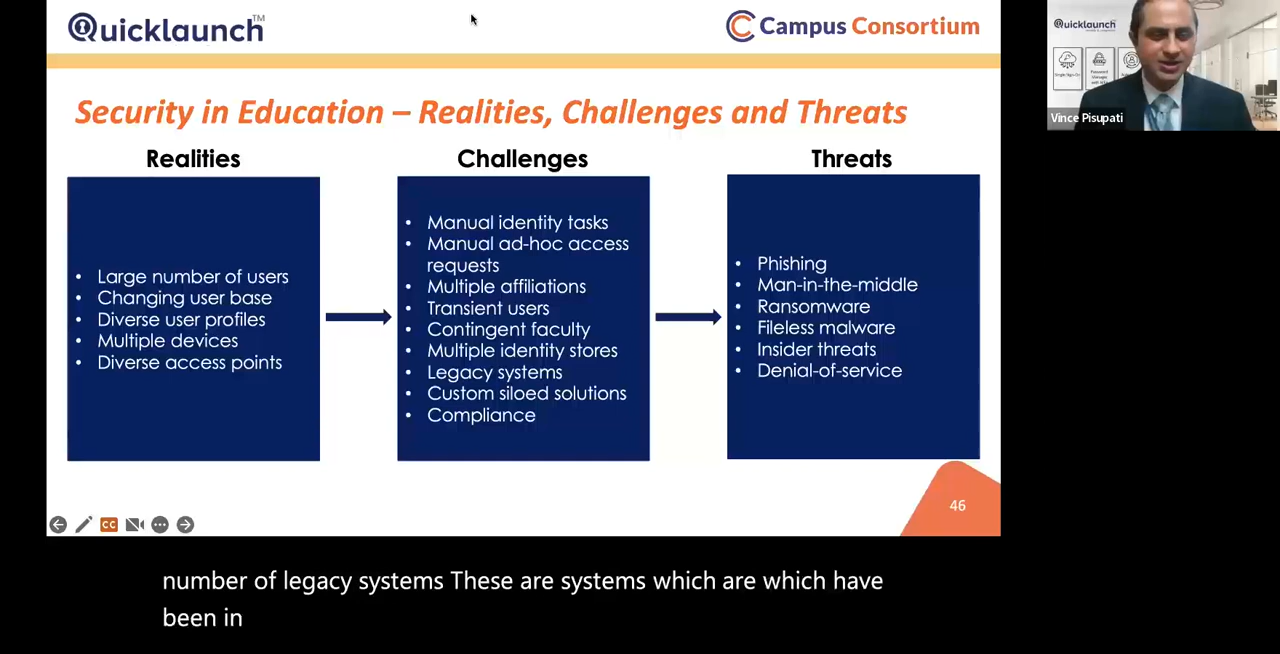 Quicklaunch™
Campus Consortium
Security in Education – Realities, Challenges and Threats
Realities
• Large number of users
• Changing user base
• Diverse user profiles
• Multiple devices
• Diverse access points
Challenges
• Manual identity tasks
• Manual ad-hoc access
requests
• Multiple affiliations
• Transient users
• Contingent faculty
• Multiple identity stores
• Legacy systems
• Custom siloed solutions
• Compliance
Threats
• Phishing
• Man-in-the-middle
• Ransomware
• Fileless malware
• Insider threats
• Denial-of-service
46
CC
number of legacy systems These are systems which are which have
been in
Quicklaunch
Vince Pisupati